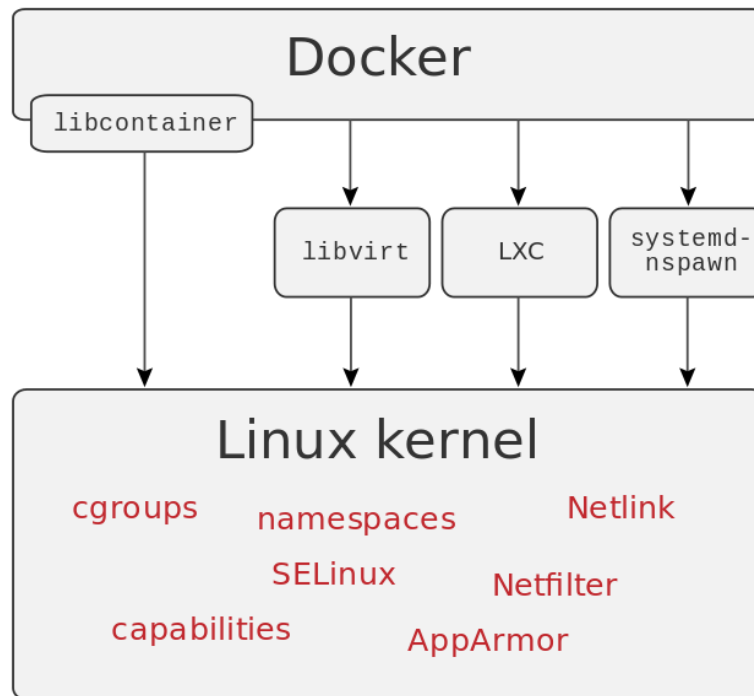 Docker
libcontainer
libvirt
LXC
systemd-
nspawn
Linux kernel
cgroups
namespaces
Netlink
SELinux
Netfilter
capabilities
AppArmor